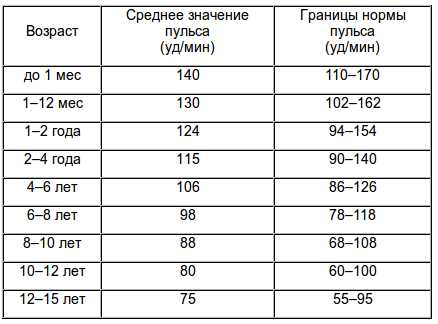 Возраст Среднее значение Границы нормы
пульса пульса
(уд/мин) (уд/мин)
до 1 мес 140 110–170
1–12 мес 130 102–162
1–2 года 124 94–154
2–4 года 115 90–140
4–6 лет 106 86–126
6–8 лет 98 78–118
8–10 лет 88 68–108
10–12 лет 80 60–100
12–15 лет 75 55–95